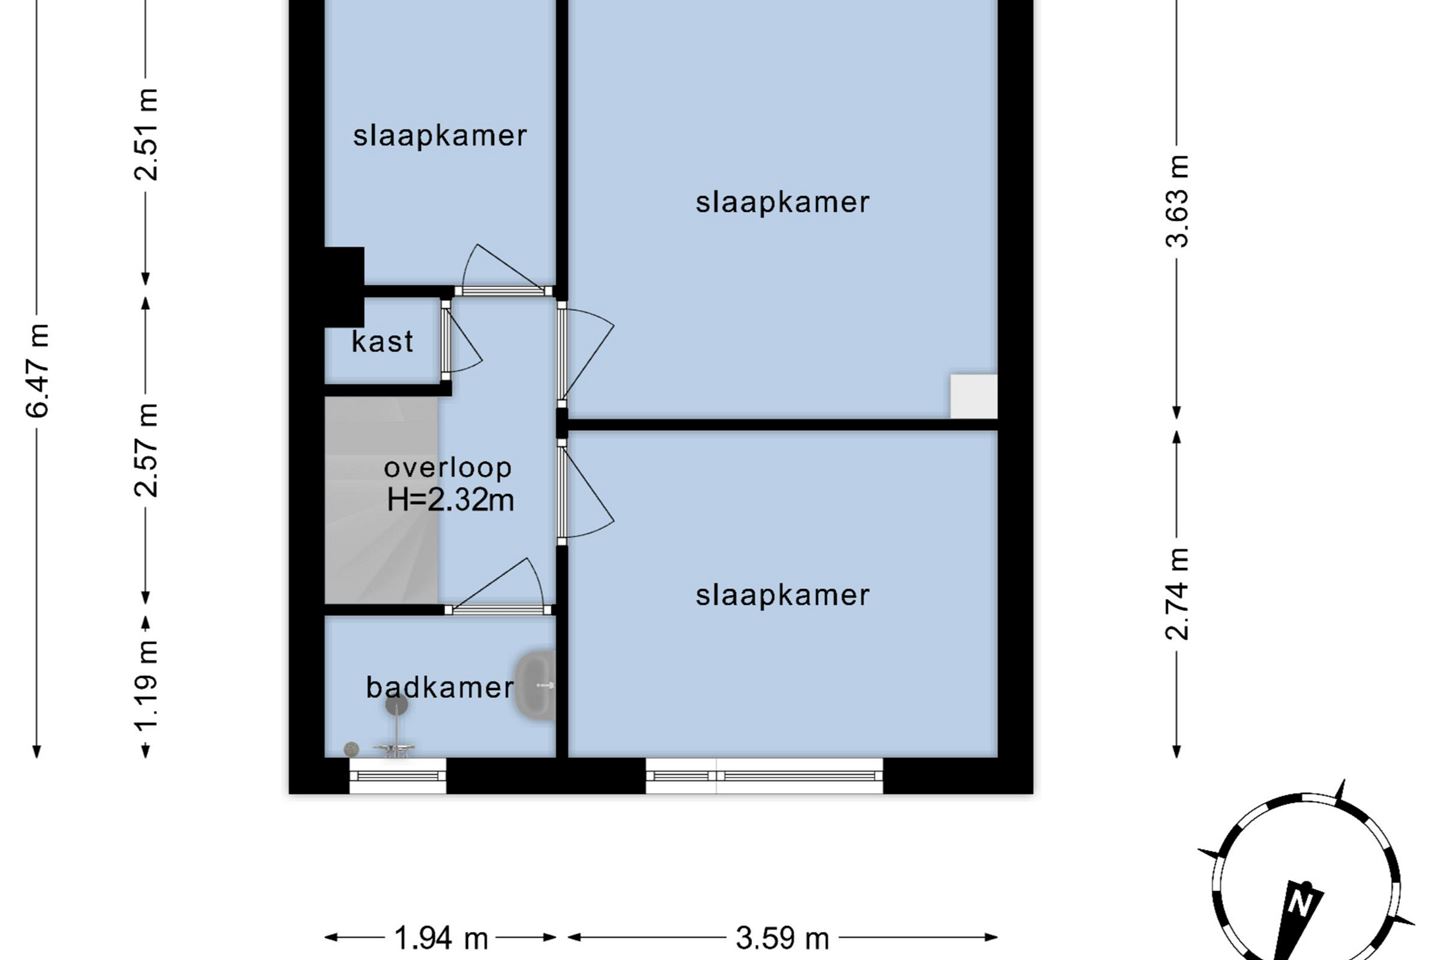 2.51 m
slaapkamer
3.63 m
slaapkamer
6.47 m
kast
2.57 m
overloop
H=2.32m
2.74 m
slaapkamer
1.19 m
badkamer
N
1.94 m
3.59 m